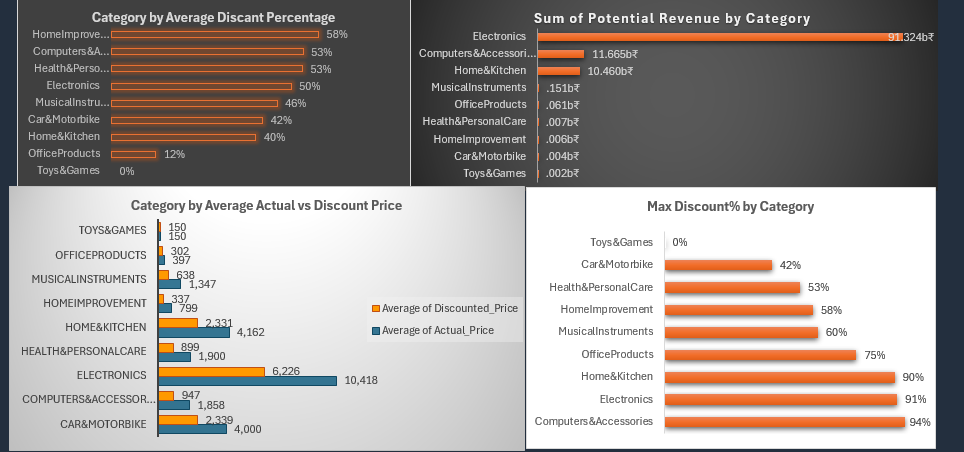 Category by Average Discant Percentage
HomeImprove... 58%
Computers&A... 53%
Health&Perso... 53%
Electronics 50%
MusicalInstru... 46%
Car&Motorbike 42%
Home&Kitchen 40%
OfficeProducts 12%
Toys&Games 0%
Sum of Potential Revenue by Category
Electronics 91.324b₹
Computers&Accessori... 11.665b₹
Home&Kitchen 10.460b₹
MusicalInstruments .151b₹
OfficeProducts .061b₹
Health&PersonalCare .007b₹
HomeImprovement .006b₹
Car&Motorbike .004b₹
Toys&Games .002b₹
Category by Average Actual vs Discount Price
TOYS&GAMES 150
150
OFFICEPRODUCTS 302
397
MUSICALINSTRUMENTS 638
1,347
HOMEIMPROVEMENT 337
799
HOME&KITCHEN 2,331
4,162
HEALTH&PERSONALCARE 899
1,900
ELECTRONICS 6,226
10,418
COMPUTERS&ACCESSOR... 947
1,858
CAR&MOTORBIKE 2,339
4,000
Average of Discounted_Price
Average of Actual_Price
Max Discount% by Category
Toys&Games 0%
Car&Motorbike 42%
Health&PersonalCare 53%
HomeImprovement 58%
MusicalInstruments 60%
OfficeProducts 75%
Home&Kitchen 90%
Electronics 91%
Computers&Accessories 94%